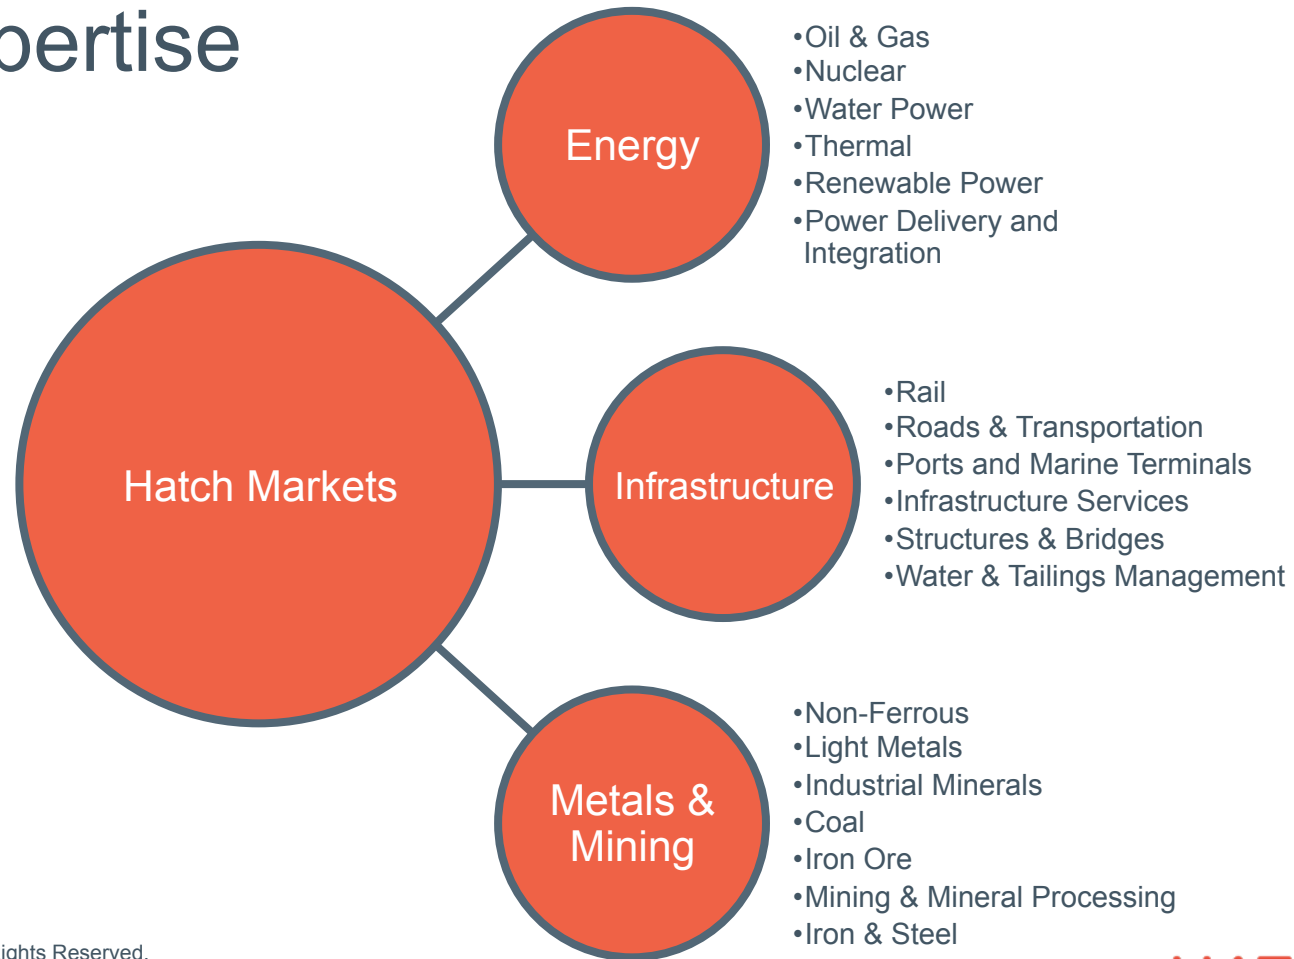 pertise
Energy
•Oil & Gas
•Nuclear
•Water Power
•Thermal
•Renewable Power
•Power Delivery and
Integration
Hatch Markets
Infrastructure
•Rail
•Roads & Transportation
•Ports and Marine Terminals
•Infrastructure Services
•Structures & Bridges
•Water & Tailings Management
Metals &
Mining
•Non-Ferrous
•Light Metals
•Industrial Minerals
•Coal
•Iron Ore
•Mining & Mineral Processing
•Iron & Steel
ights Reserved.